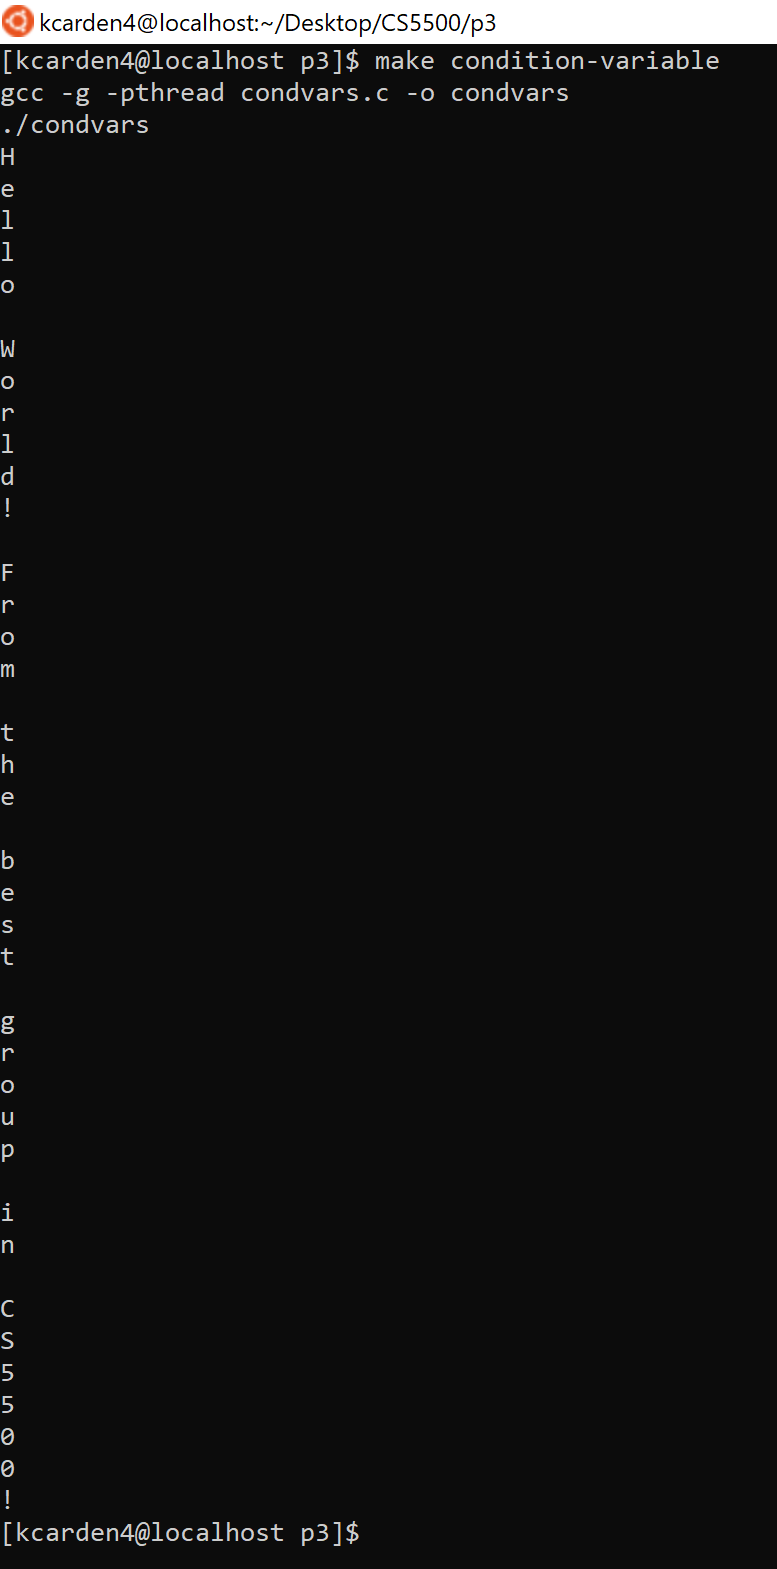 kcarden4@localhost:~/Desktop/CS5500/p3
[kcarden4@localhost p3]$ make condition-variable
gcc -g -pthread condvars.c -o condvars
./condvars
H
e
l
l
o

W
o
r
l
d
!

F
r
o
m

t
h
e

b
e
s
t

g
r
o
u
p

i
n

C
S
5
5
0
0
!
[kcarden4@localhost p3]$